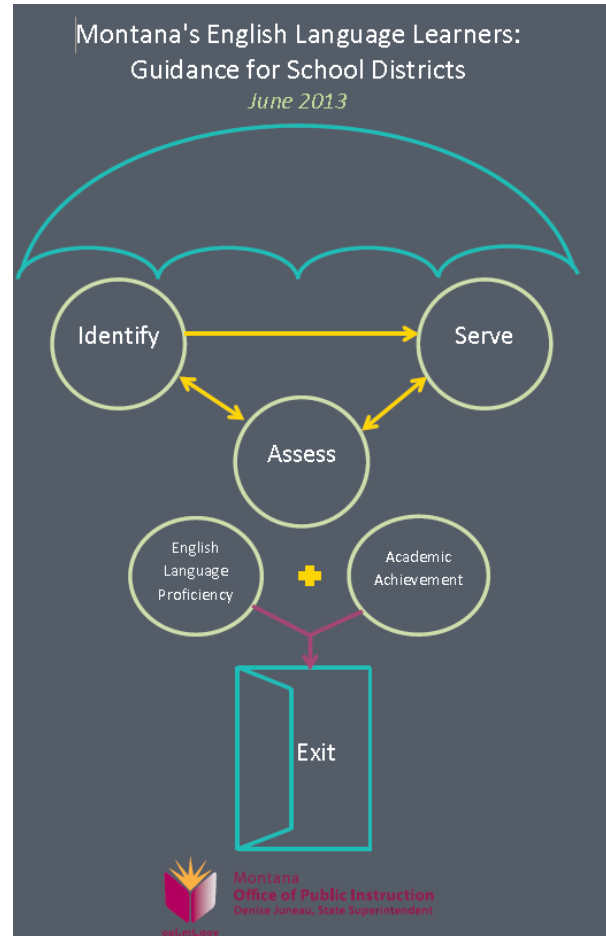 Montana's English Language Learners:
Guidance for School Districts
June 2013
Identify
Serve
Assess
English
Language
Proficiency
Academic
Achievement
Exit
Montana
Office of Public Instruction
Denise Juneau, State Superintendent
opi.mt.gov